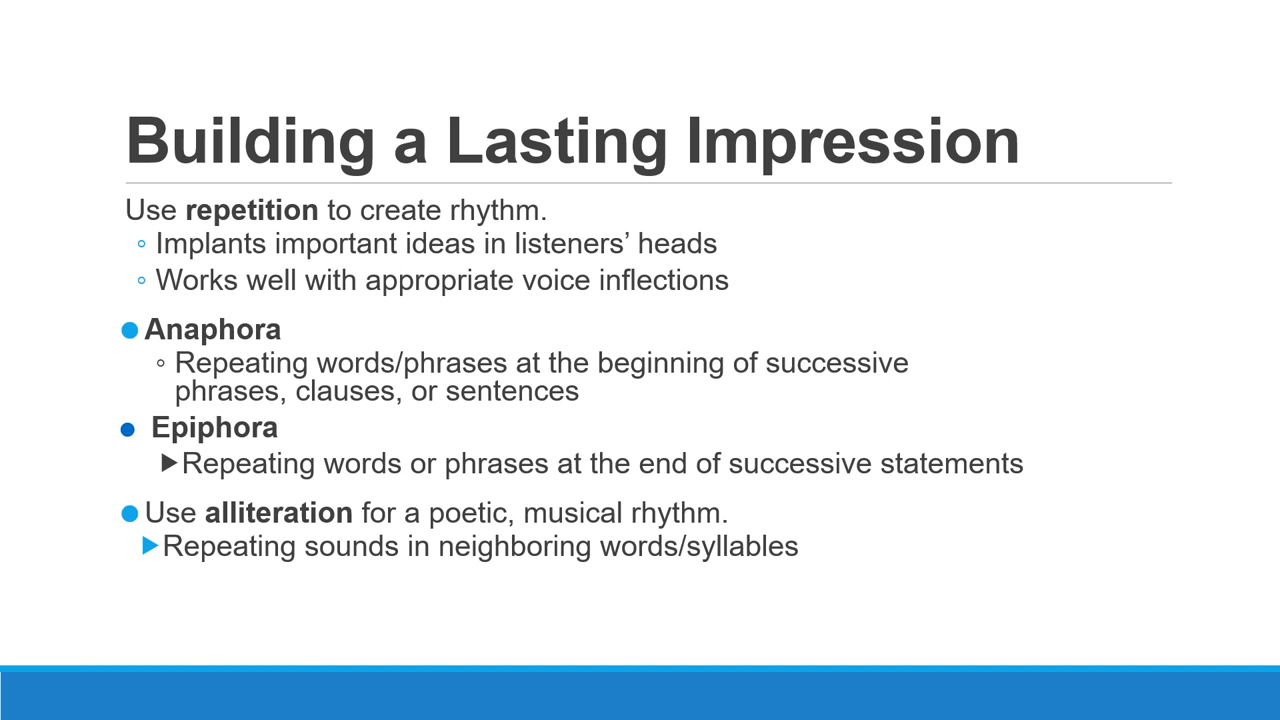 Building a Lasting Impression
Use repetition to create rhythm.
◦ Implants important ideas in listeners’ heads
◦ Works well with appropriate voice inflections
● Anaphora
◦ Repeating words/phrases at the beginning of successive
phrases, clauses, or sentences
● Epiphora
▶Repeating words or phrases at the end of successive statements
● Use alliteration for a poetic, musical rhythm.
▶Repeating sounds in neighboring words/syllables